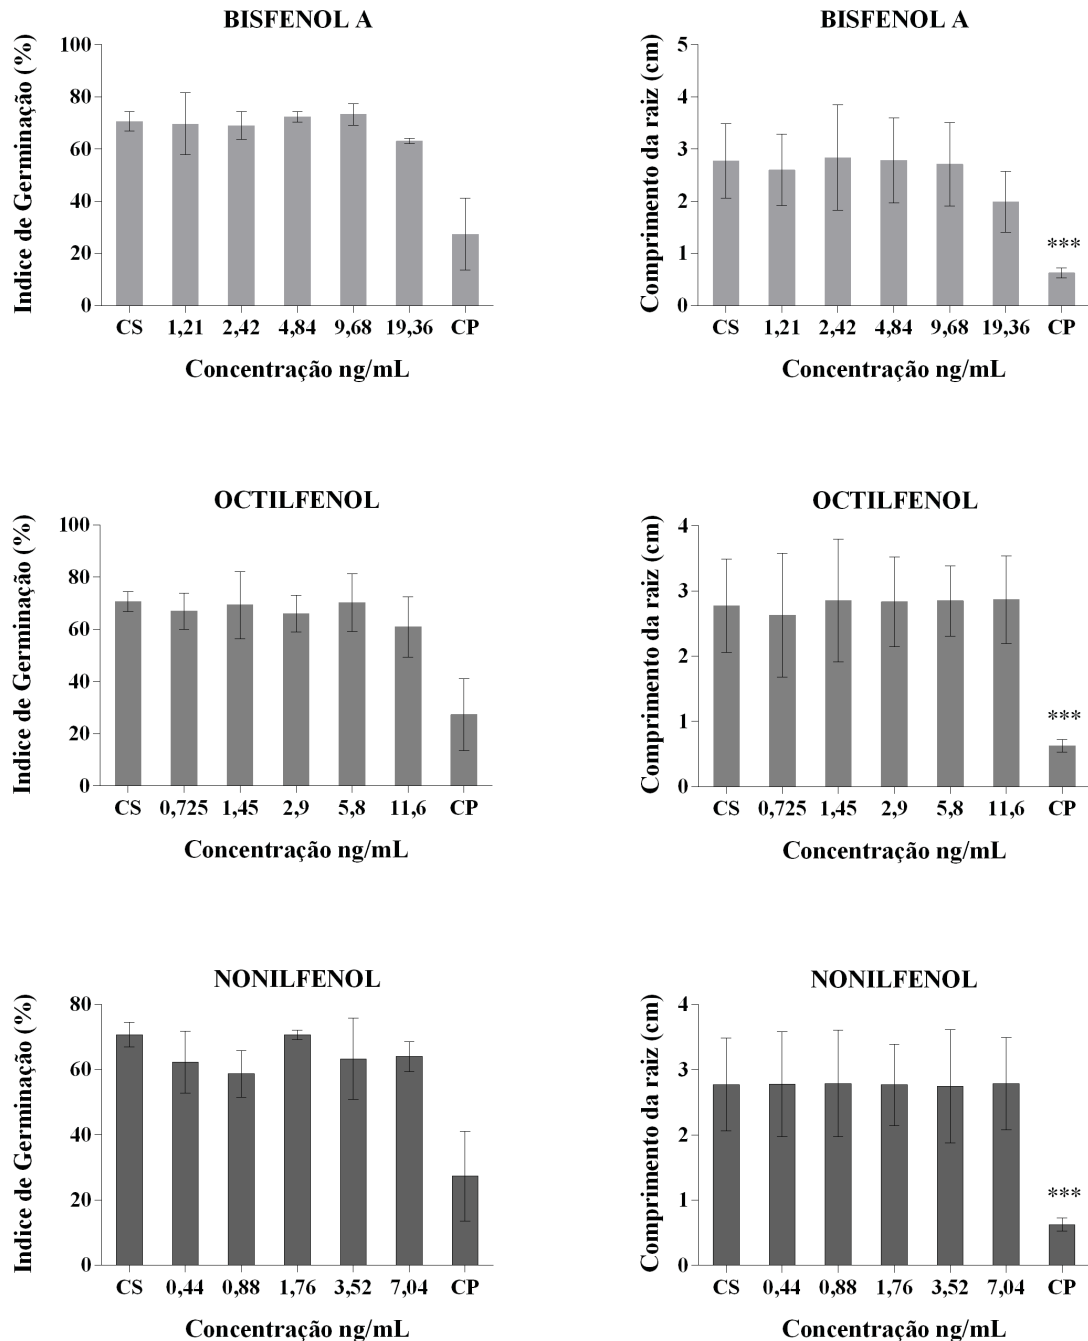 BISFENOL A
Indice de Germinação (%)
100
80
60
40
20
0
CS 1,21 2,42 4,84 9,68 19,36 CP
Concentração ng/mL
BISFENOL A
Comprimento da raiz (cm)
5
4
3
2
1
0
***
CS 1,21 2,42 4,84 9,68 19,36 CP
Concentração ng/mL
OCTILFENOL
Indice de Germinação (%)
100
80
60
40
20
0
CS 0,725 1,45 2,9 5,8 11,6 CP
Concentração ng/mL
OCTILFENOL
Comprimento da raiz (cm)
4
3
2
1
0
***
CS 0,725 1,45 2,9 5,8 11,6 CP
Concentração ng/mL
NONILFENOL
Indice de Germinação (%)
80
60
40
20
0
CS 0,44 0,88 1,76 3,52 7,04 CP
Concentração ng/mL
NONILFENOL
Comprimento da raiz (cm)
4
3
2
1
0
***
CS 0,44 0,88 1,76 3,52 7,04 CP
Concentração ng/mL